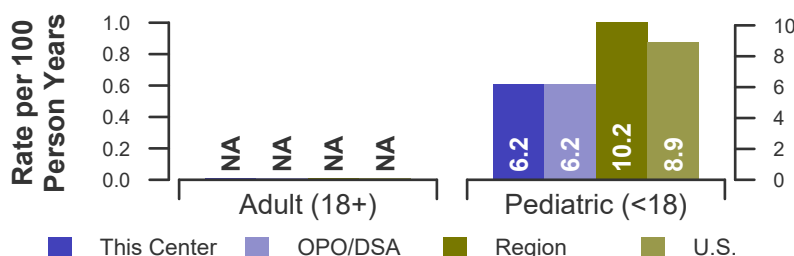 Rate per 100
Person Years
1.0
0.8
0.6
0.4
0.2
0.0
NA NA NA NA
6.2 6.2 10.2 8.9
10
8
6
4
2
0
Adult (18+) Pediatric (<18)
This Center OPO/DSA Region U.S.